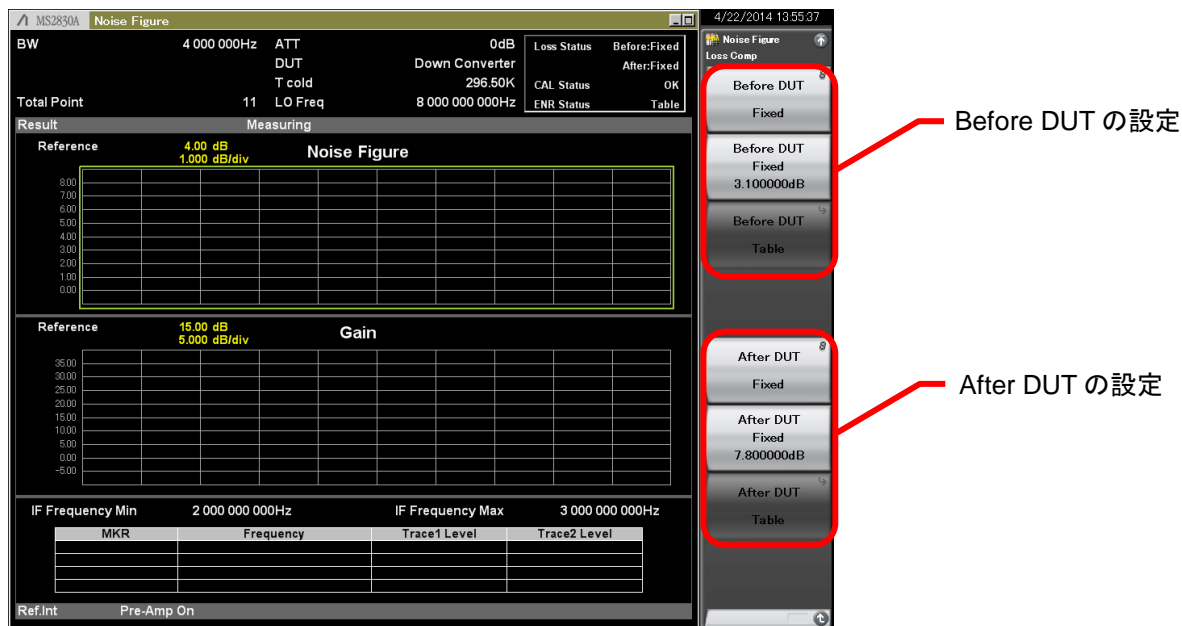 MS2830A Noise Figure
4/22/2014 13:55:37
BW 4 000 000Hz ATT 0dB
DUT Down Converter
T cold 296.50K
Total Point 11 LO Freq 8 000 000 000Hz
Loss Status Before:Fixed
After:Fixed
CAL Status OK
ENR Status Table
Result Measuring
Reference 4.00 dB
1.000 dB/div
Noise Figure
8.00
7.00
6.00
5.00
4.00
3.00
2.00
1.00
0.00
Reference 15.00 dB
5.000 dB/div
Gain
35.00
30.00
25.00
20.00
15.00
10.00
5.00
0.00
-5.00
IF Frequency Min 2 000 000 000Hz IF Frequency Max 3 000 000 000Hz
MKR Frequency Trace1 Level Trace2 Level
Ref.Int Pre-Amp On
Noise Figure
Loss Comp
Before DUT
Fixed
Before DUT
Fixed
3.100000dB
Before DUT
Table
After DUT
Fixed
After DUT
Fixed
7.800000dB
After DUT
Table
Before DUT の設定
After DUT の設定